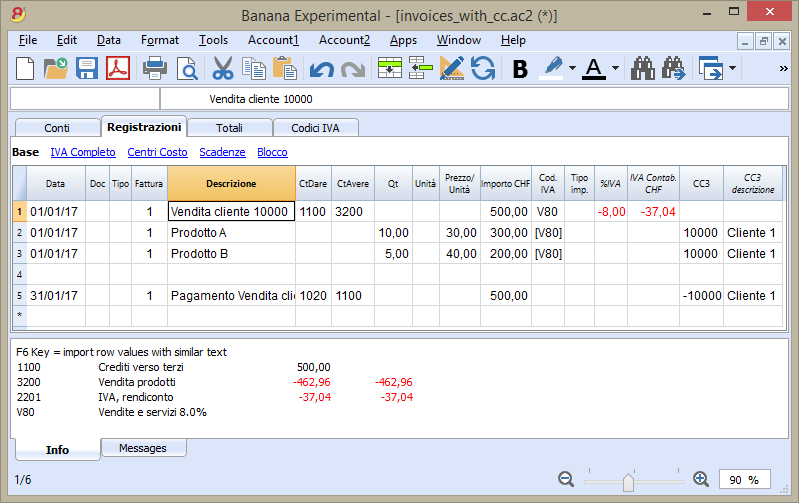 Banana Experimental - [invoices_with_cc.ac2 (*)]
File Edit Data Format Tools Account1 Account2 Apps Window Help
Vendita cliente 10000
Conti Registrazioni Totali Codici IVA
Base IVA Completo Centri Costo Scadenze Blocco
Data Doc Tipo Fattura Descrizione CtDare CtAvere Qt Unità Prezzo/ Unità Importo CHF Cod. IVA Tipo imp. %IVA IVA Contab. CHF CC3 CC3 descrizione
1 01/01/17 1 Vendita cliente 10000 1100 3200 500,00 V80 -8,00 -37,04
2 01/01/17 1 Prodotto A 10,00 30,00 300,00 [V80] 10000 Cliente 1
3 01/01/17 1 Prodotto B 5,00 40,00 200,00 [V80] 10000 Cliente 1
4
5 31/01/17 1 Pagamento Vendita cli 1020 1100 500,00 -10000 Cliente 1
*
F6 Key = import row values with similar text
1100 Crediti verso terzi 500,00
3200 Vendita prodotti -462,96 -462,96
2201 IVA, rendiconto -37,04 -37,04
V80 Vendite e servizi 8.0%
Info Messages
1/6 90 %